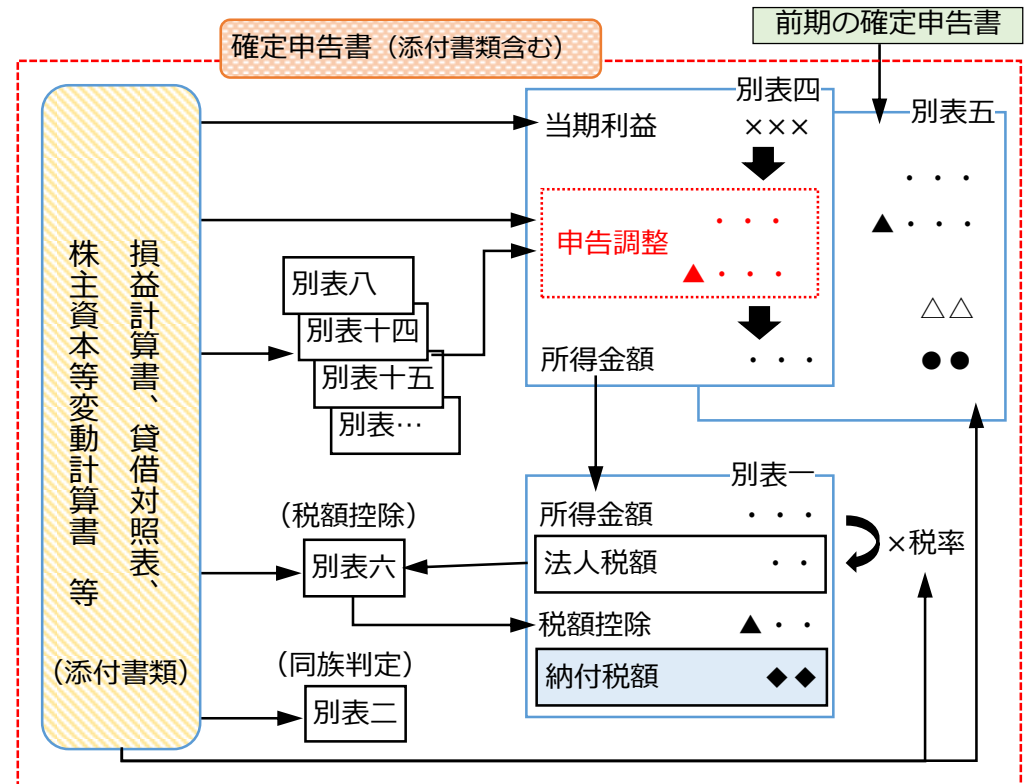 前期の確定申告書
確定申告書（添付書類含む）
損益計算書、貸借対照表、
株主資本等変動計算書　等
（添付書類）
別表四
当期利益　×××
申告調整
・・・
▲・・・
所得金額　・・・
別表五
・・・
▲・・・
△△
●●
別表八
別表十四
別表十五
別表…
（税額控除）
別表六
（同族判定）
別表二
別表一
所得金額　・・・
×税率
法人税額　・・
税額控除　▲・・
納付税額　◆◆